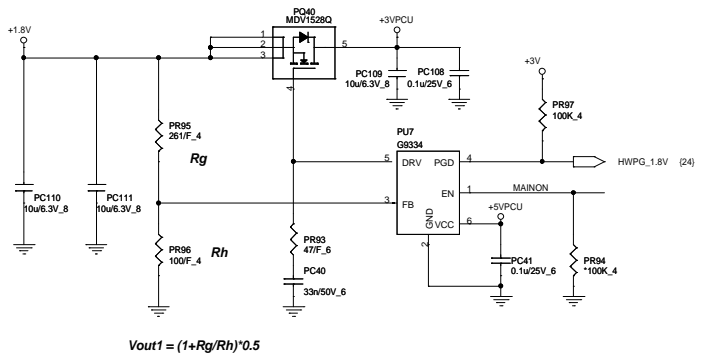 PQ40
MDV1528Q
+1.8V
1
2
3
5
4
+3VPCU
PC109
10u/6.3V_8
PC108
0.1u/25V_6
+3V
PR97
100K_4
PR95
261/F_4
Rg
PU7
G9334
5
DRV
PGD
4
HWPG_1.8V {24}
EN
1
MAINON
3
FB
GND
VCC
6
+5VPCU
2
PC110
10u/6.3V_8
PC111
10u/6.3V_8
PR96
100/F_4
Rh
PR93
47/F_6
PC40
33n/50V_6
PC41
0.1u/25V_6
PR94
*100K_4
Vout1 = (1+Rg/Rh)*0.5